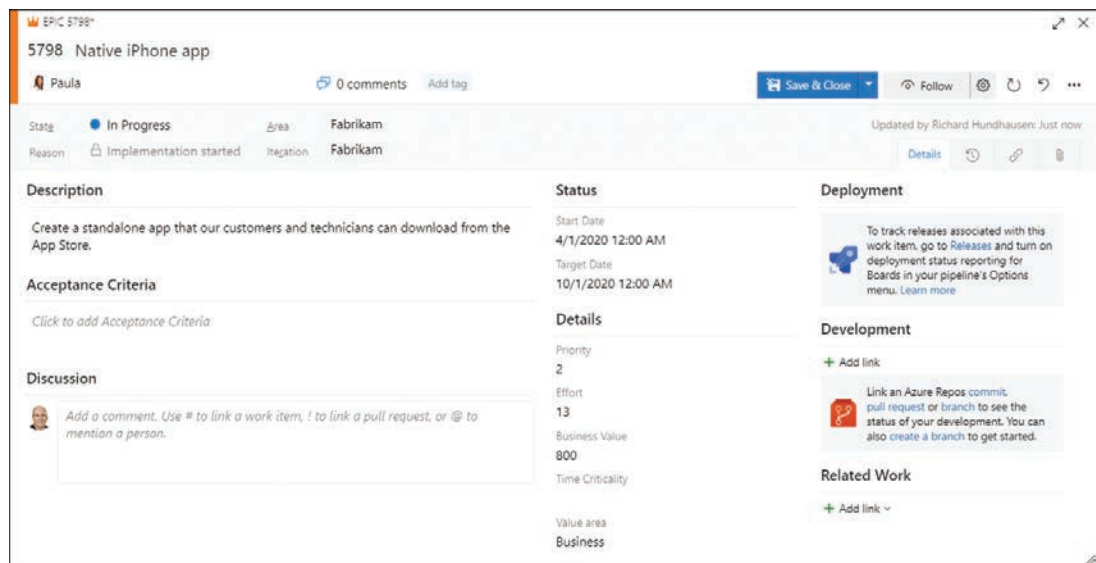 EPIC 5798*
5798 Native iPhone app
Paula
0 comments
Add tag
Save & Close
Follow
State
In Progress
Area
Fabrikam
Updated by Richard Hundhausen: Just now
Reason
Implementation started
Iteration
Fabrikam
Details
Description
Create a standalone app that our customers and technicians can download from the
App Store.
Acceptance Criteria
Click to add Acceptance Criteria
Discussion
Add a comment. Use # to link a work item, ! to link a pull request, or @ to
mention a person.
Status
Start Date
4/1/2020 12:00 AM
Target Date
10/1/2020 12:00 AM
Details
Priority
2
Effort
13
Business Value
800
Time Criticality
Value area
Business
Deployment
To track releases associated with this
work item, go to Releases and turn on
deployment status reporting for
Boards in your pipeline's Options
menu. Learn more
Development
+ Add link
Link an Azure Repos commit,
pull request or branch to see the
status of your development. You can
also create a branch to get started.
Related Work
+ Add link